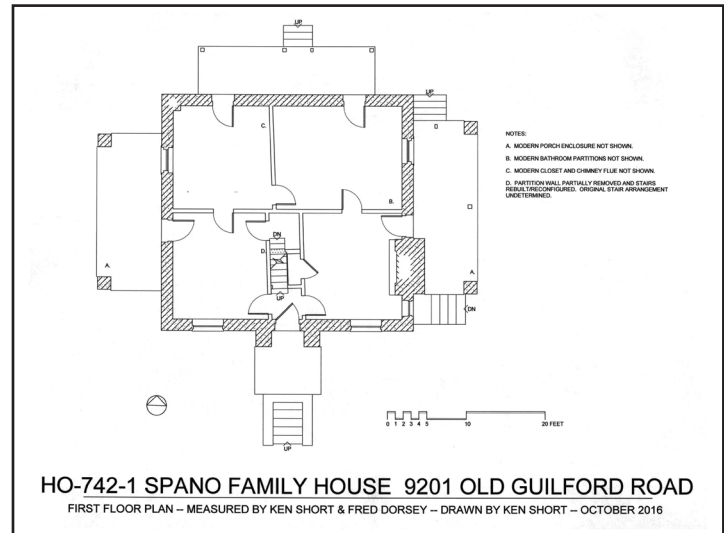 UP
UP
NOTES:
A. MODERN PORCH ENCLOSURE NOT SHOWN.
B. MODERN BATHROOM PARTITIONS NOT SHOWN.
C. MODERN CLOSET AND CHIMNEY FLUE NOT SHOWN.
D. PARTITION WALL PARTIALLY REMOVED AND STAIRS
REBUILT/RECONFIGURED. ORIGINAL STAIR ARRANGEMENT
UNDETERMINED.
C.
B.
DN
D.
A.
A.
UP
DN
UP
0 1 2 3 4 5 10 20 FEET
HO-742-1 SPANO FAMILY HOUSE 9201 OLD GUILFORD ROAD
FIRST FLOOR PLAN -- MEASURED BY KEN SHORT & FRED DORSEY -- DRAWN BY KEN SHORT -- OCTOBER 2016